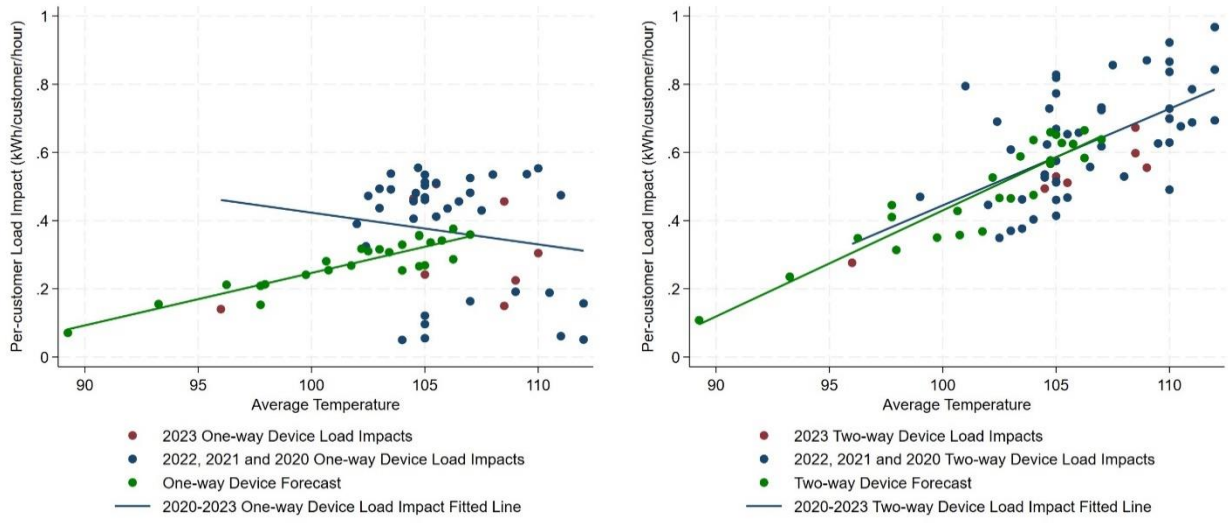 Per-customer Load Impact (kWh/customer/hour)
1
.8
.6
.4
.2
0
90
95
100
105
110
Average Temperature
2023 One-way Device Load Impacts
2022, 2021 and 2020 One-way Device Load Impacts
One-way Device Forecast
2020-2023 One-way Device Load Impact Fitted Line
Per-customer Load Impact (kWh/customer/hour)
1
.8
.6
.4
.2
0
90
95
100
105
110
Average Temperature
2023 Two-way Device Load Impacts
2022, 2021 and 2020 Two-way Device Load Impacts
Two-way Device Forecast
2020-2023 Two-way Device Load Impact Fitted Line